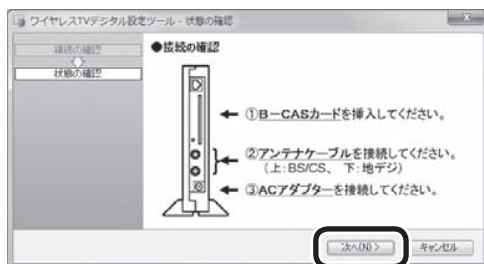 ワイヤレスTVデジタル設定ツール - 状態の確認
接続の確認
状態の確認
●接続の確認
①B-CASカードを挿入してください。
②アンテナケーブルを接続してください。
(上:BS/CS、 下:地デジ)
③ACアダプターを接続してください。
次へ(N) >
キャンセル